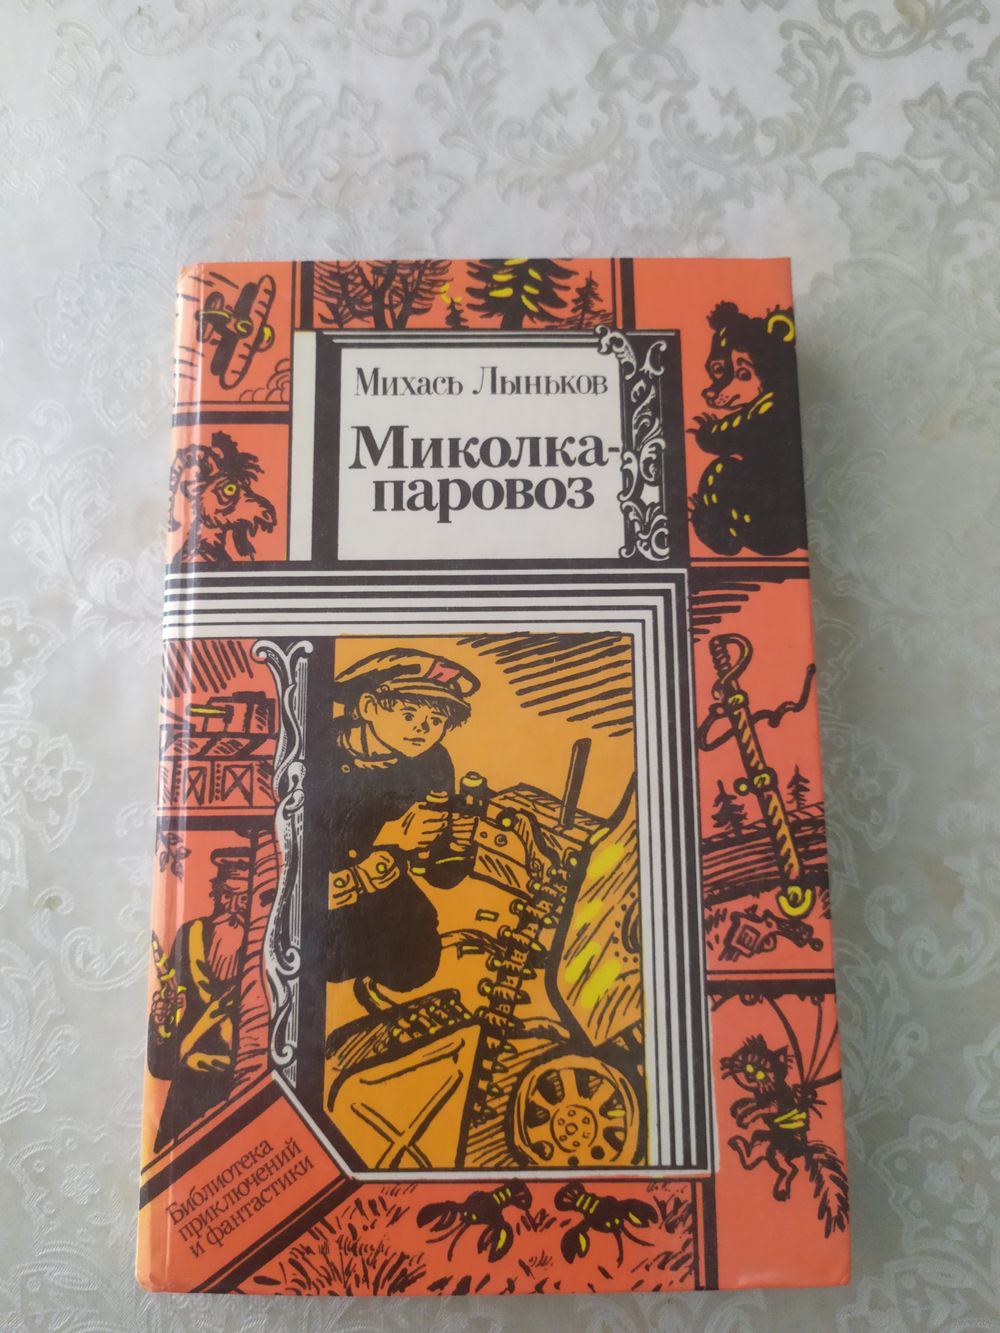 Михась Лыньков
Миколка-
паровоз
Библиотека
приключений
и фантастики